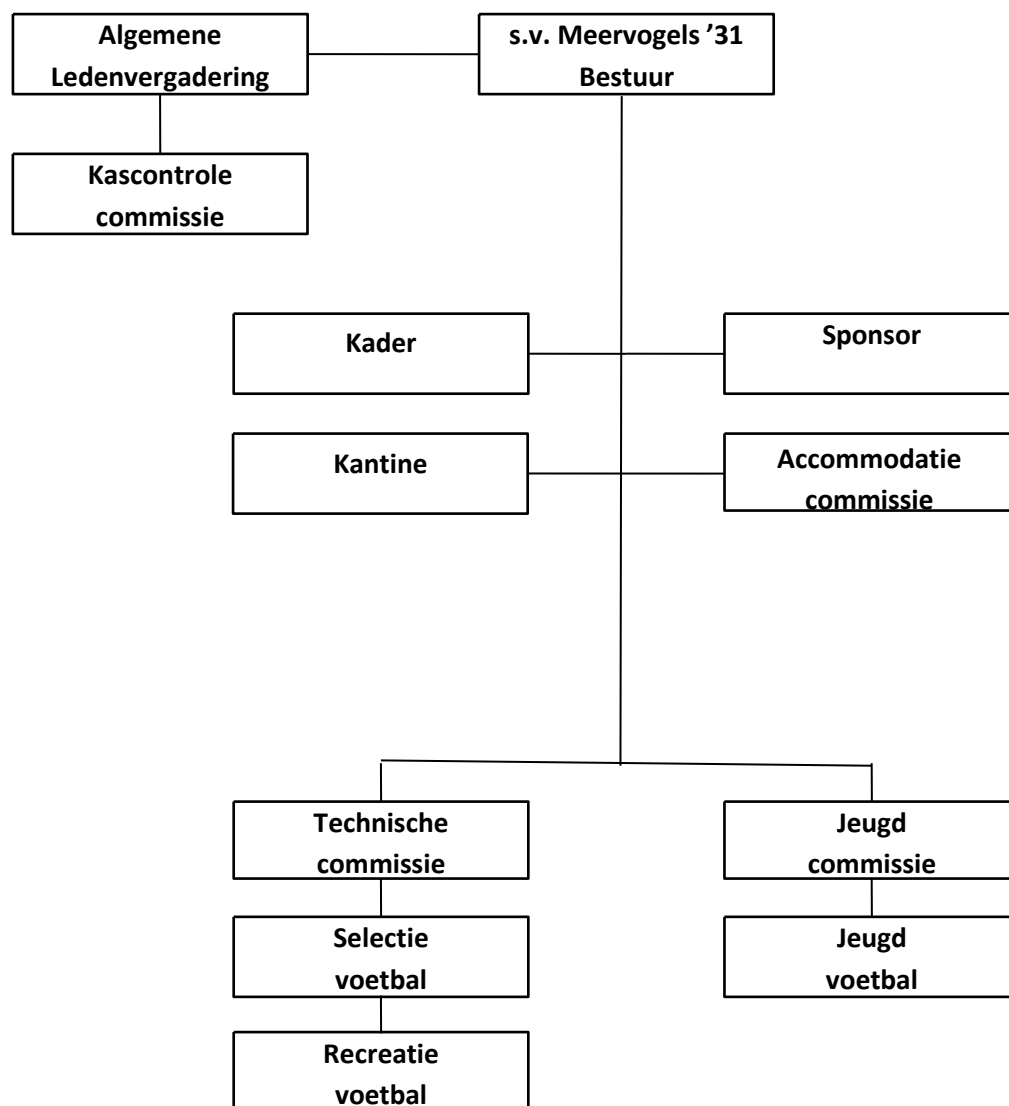 Algemene
Ledenvergadering
s.v. Meervogels ’31
Bestuur
Kascontrole
commissie
Kader
Sponsor
Kantine
Accommodatie
commissie
Technische
commissie
Jeugd
commissie
Selectie
voetbal
Jeugd
voetbal
Recreatie
voetbal